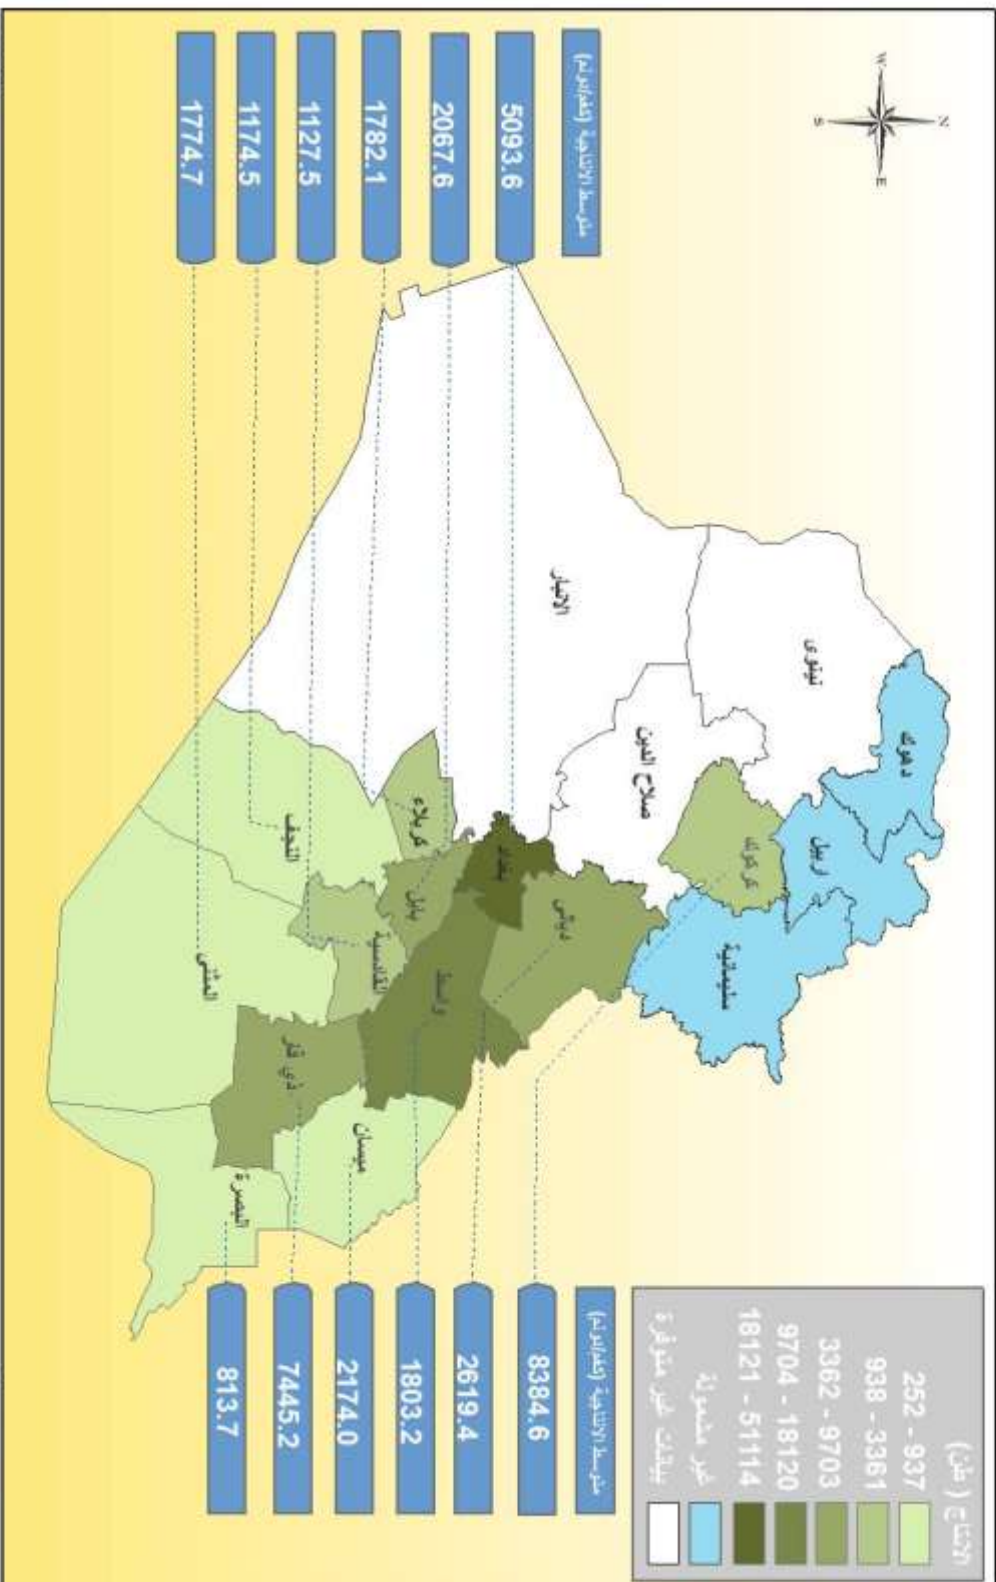 N
W
E
S
متوسط الانتاجية (كغم/دونم)
5093.6
2067.6
1782.1
1127.5
1174.5
1774.7
دهوك
نينوى
اربيل
كركوك
سليمانية
صلاح الدين
الانبار
ديالى
بغداد
كربلاء
بابل
واسط
النجف
القادسية
المثنى
ذي قار
ميسان
البصرة
متوسط الانتاجية (كغم/دونم)
8384.6
2619.4
1803.2
2174.0
7445.2
813.7
الانتاج (طن)
252 - 937
938 - 3361
3362 - 9703
9704 - 18120
18121 - 51114
غير مشمولة
بيانات غير متوفرة